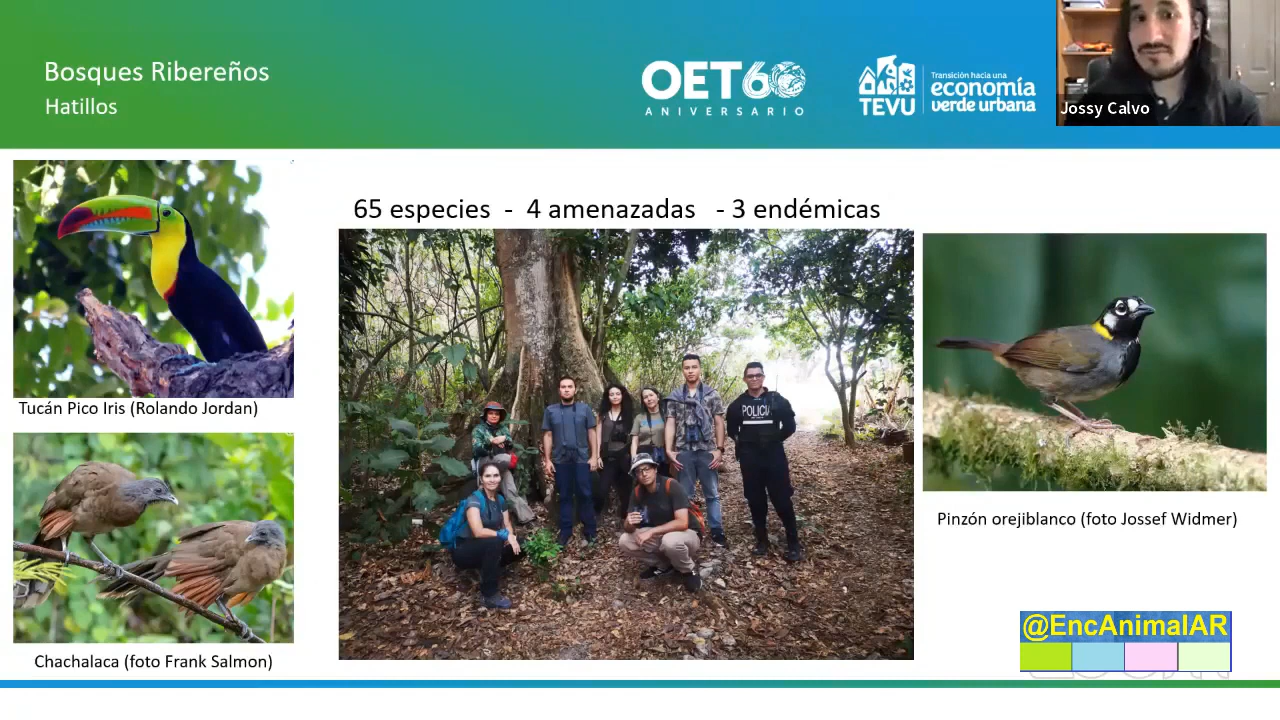 Bosques Ribereños
Hatillos
OET60
ANIVERSARIO
TEVU
Transición hacia una
economía
verde urbana
Jossy Calvo
65 especies - 4 amenazadas - 3 endémicas
POLICIA
Tucán Pico Iris (Rolando Jordan)
Chachalaca (foto Frank Salmon)
Pinzón orejiblanco (foto Jossef Widmer)
@EncAnimalAR